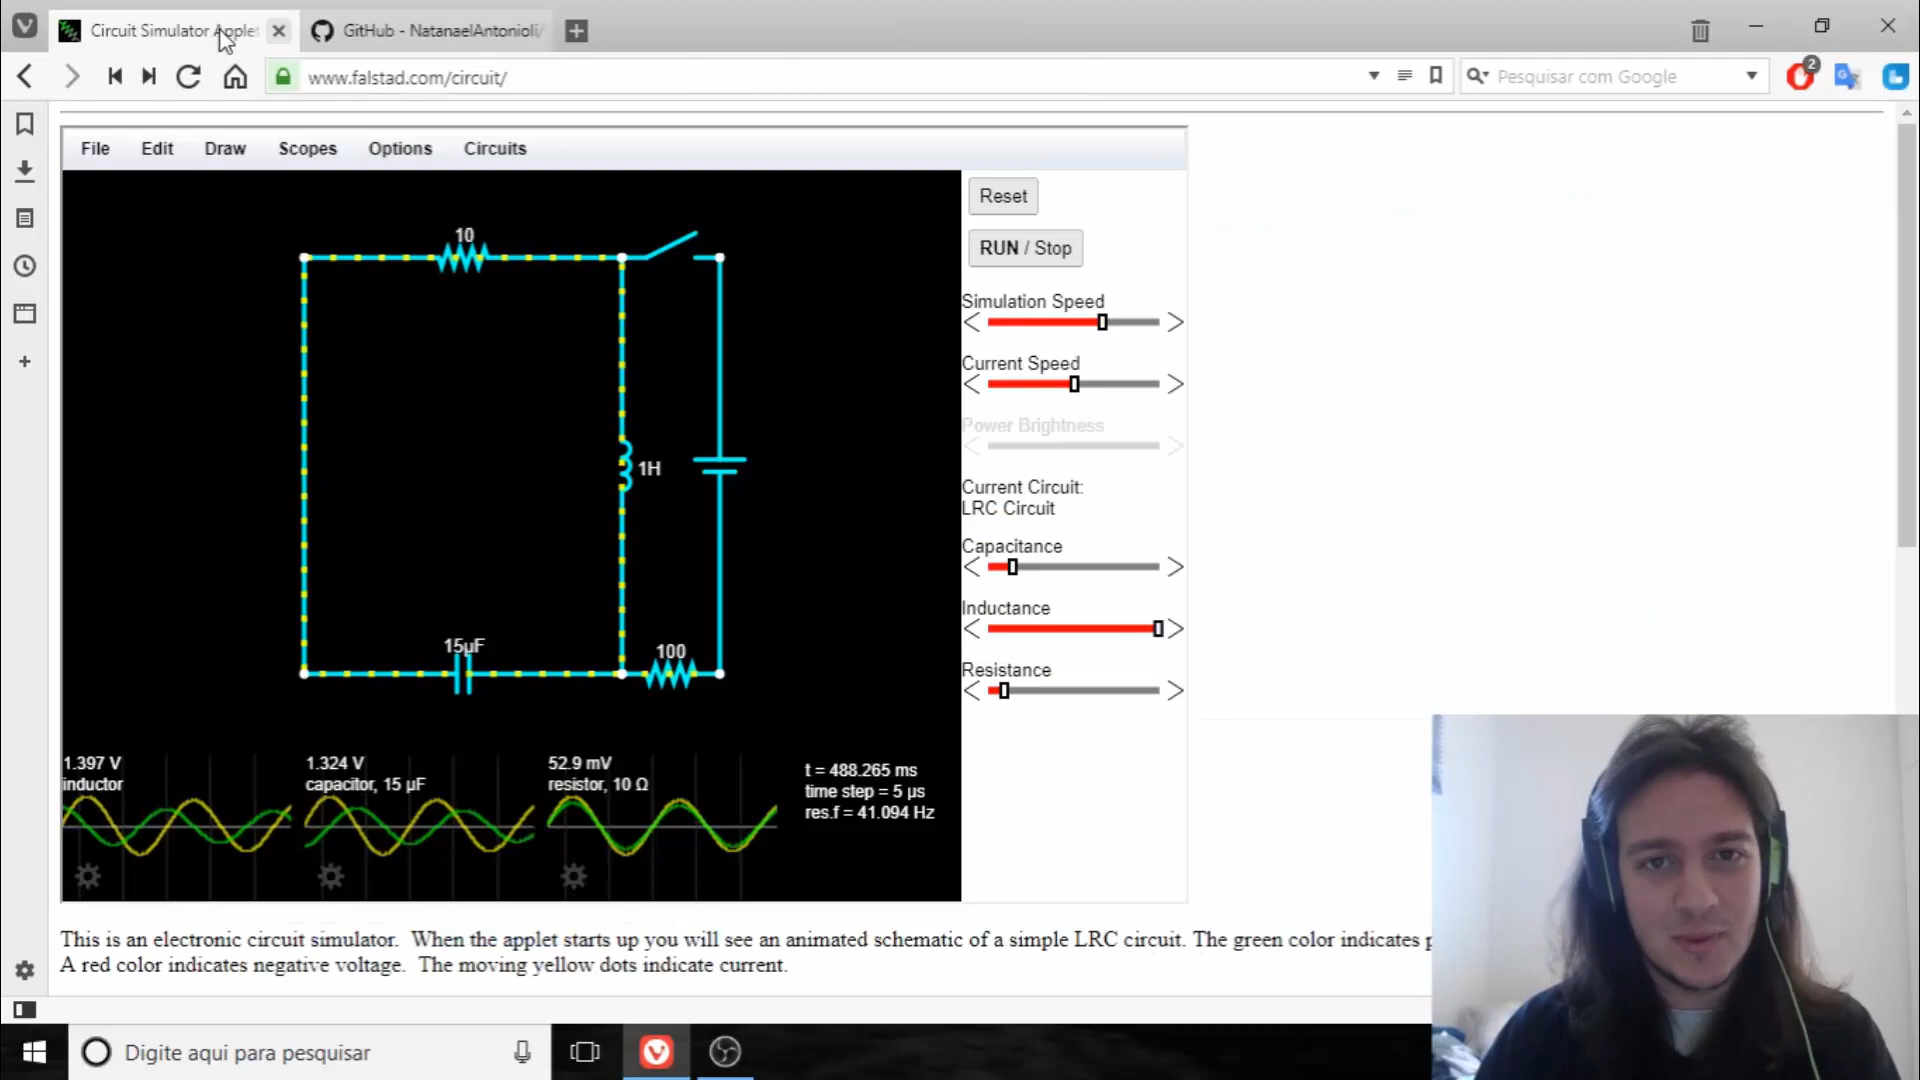 Circuit Simulator Applet
GitHub - NatanaelAntonioli/
www.falstad.com/circuit/
Pesquisar com Google
2
File Edit Draw Scopes Options Circuits
Reset
RUN / Stop
Simulation Speed
Current Speed
Power Brightness
Current Circuit:
LRC Circuit
Capacitance
Inductance
Resistance
10
1H
15μF
100
1.397 V
inductor
1.324 V
capacitor, 15 μF
52.9 mV
resistor, 10 Ω
t = 488.265 ms
time step = 5 μs
res.f = 41.094 Hz
This is an electronic circuit simulator. When the applet starts up you will see an animated schematic of a simple LRC circuit. The green color indicates
A red color indicates negative voltage. The moving yellow dots indicate current.
Digite aqui para pesquisar